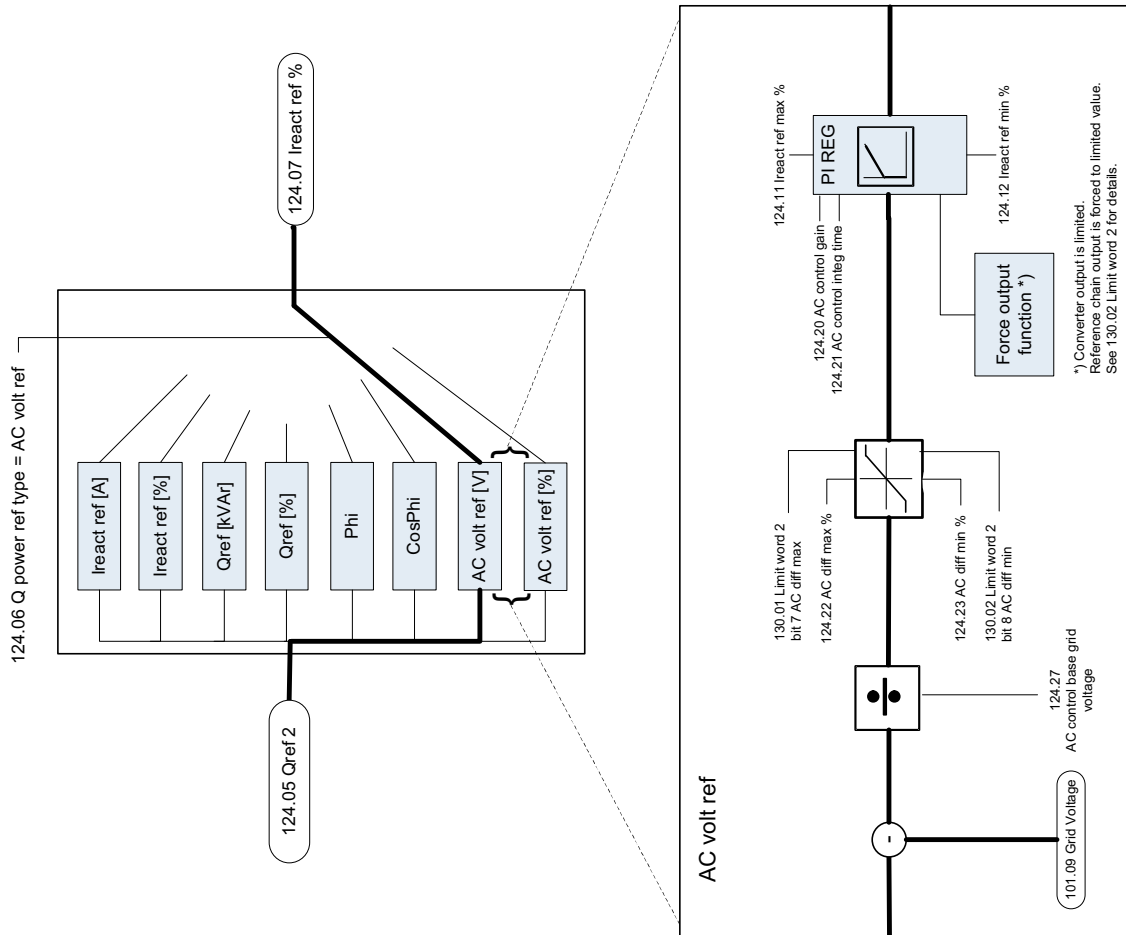 124.06 Q power ref type = AC volt ref
124.05 Qref 2
Ireact ref [A]
Ireact ref [%]
Qref [kVAr]
Qref [%]
Phi
CosPhi
AC volt ref [V]
AC volt ref [%]
124.07 Ireact ref %
AC volt ref
101.09 Grid Voltage
-
124.27
AC control base grid
voltage
130.01 Limit word 2
bit 7 AC diff max
124.22 AC diff max %
124.23 AC diff min %
130.02 Limit word 2
bit 8 AC diff min
124.20 AC control gain
124.21 AC control integ time
124.11 Ireact ref max %
PI REG
124.12 Ireact ref min %
Force output
function *)
*) Converter output is limited.
Reference chain output is forced to limited value.
See 130.02 Limit word 2 for details.